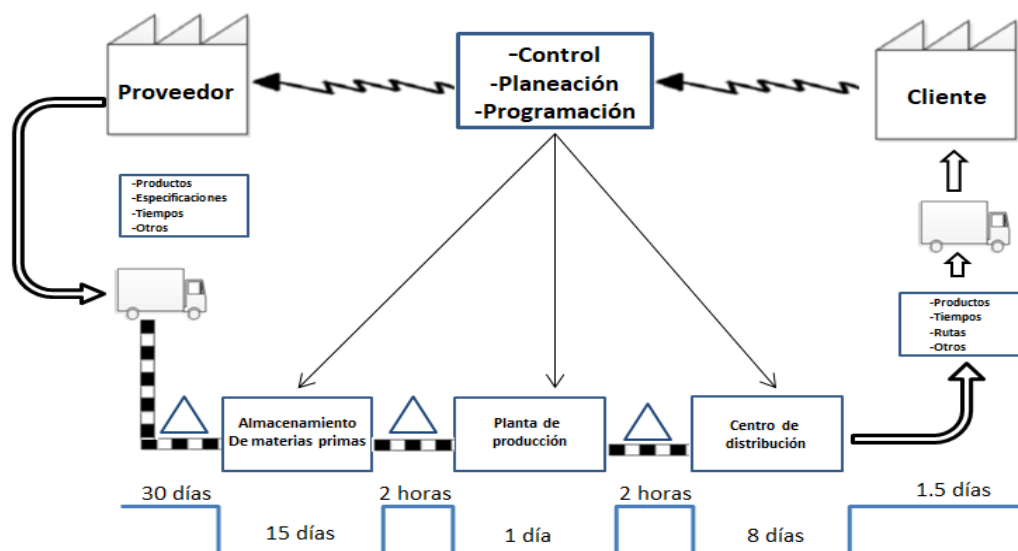 Proveedor
-Control
-Planeación
-Programación
Cliente
-Productos
-Especificaciones
-Tiempos
-Otros
-Productos
-Tiempos
-Rutas
-Otros
Almacenamiento
De materias primas
Planta de
producción
Centro de
distribución
30 días
2 horas
2 horas
1.5 días
15 días
1 día
8 días